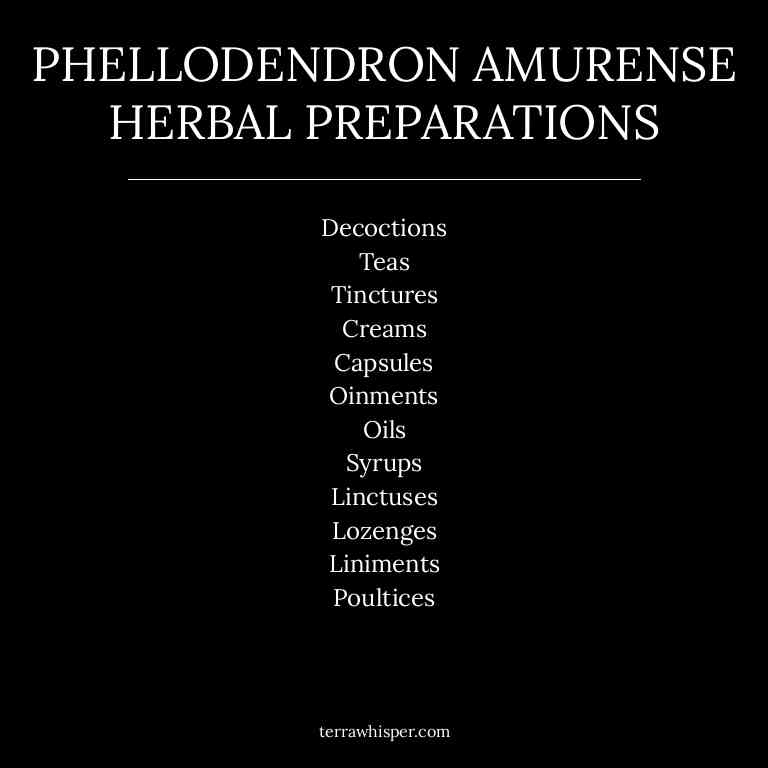 PHELLODENDRON AMURENSE
HERBAL PREPARATIONS
Decoctions
Teas
Tinctures
Creams
Capsules
Oinments
Oils
Syrups
Linctuses
Lozenges
Liniments
Poultices
terrawhisper.com